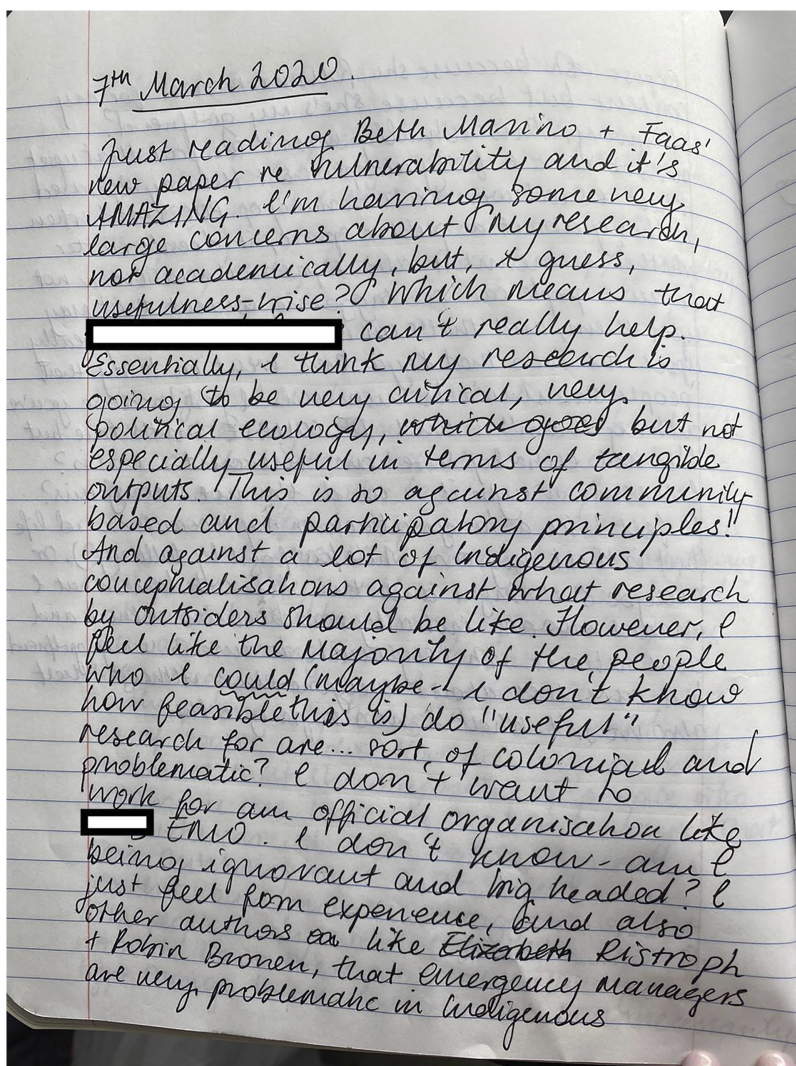 7th March 2020.
Just reading Beth Marino + Faas'
new paper re vulnerability and it's
AMAZING. I'm having some very
large concerns about my research,
not academically, but, I guess,
usefulness-wise? Which means that
can't really help.
Essentially, I think my research is
going to be very critical, very
political ecology, which goes but not
especially useful in terms of tangible
outputs. This is so against community
based and participatory principles!!
And against a lot of Indigenous
conceptualisations against what research
by outsiders should be like. However, I
feel like the majority of the people
who I could (maybe - I don't know
how feasible this is) do "useful"
research for are... sort of colonial and
problematic? I don't want to
work for an official organisation like
EMO. I don't know - am I
being ignorant and big headed? I
just feel from experience, and also
other authors like Elizabeth Ristroph
+ Robin Bronen, that emergency managers
are very problematic in Indigenous